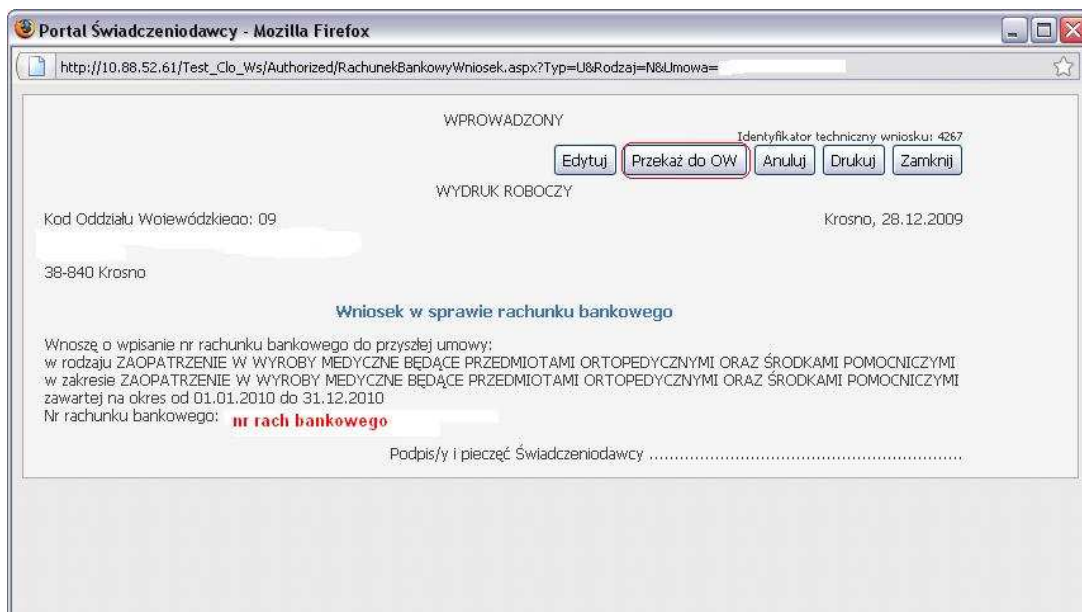 Portal Świadczeniodawcy - Mozilla Firefox
http://10.88.52.61/Test_Clo_Ws/Authorized/RachunekBankowyWniosek.aspx?Typ=U&Rodzaj=N&Umowa=
WPROWADZONY
Identyfikator techniczny wniosku: 4267
Edytuj Przekaż do OW Anuluj Drukuj Zamknij
WYDRUK ROBOCZY
Kod Oddziału Wojewódzkiego: 09 Krosno, 28.12.2009
38-840 Krosno
Wniosek w sprawie rachunku bankowego
Wnoszę o wpisanie nr rachunku bankowego do przyszłej umowy:
w rodzaju ZAOPATRZENIE W WYROBY MEDYCZNE BĘDĄCE PRZEDMIOTAMI ORTOPEDYCZNYMI ORAZ ŚRODKAMI POMOCNICZYMI
w zakresie ZAOPATRZENIE W WYROBY MEDYCZNE BĘDĄCE PRZEDMIOTAMI ORTOPEDYCZNYMI ORAZ ŚRODKAMI POMOCNICZYMI
zawartej na okres od 01.01.2010 do 31.12.2010
Nr rachunku bankowego: nr rach bankowego
Podpis/y i pieczęć Świadczeniodawcy ..............................................................